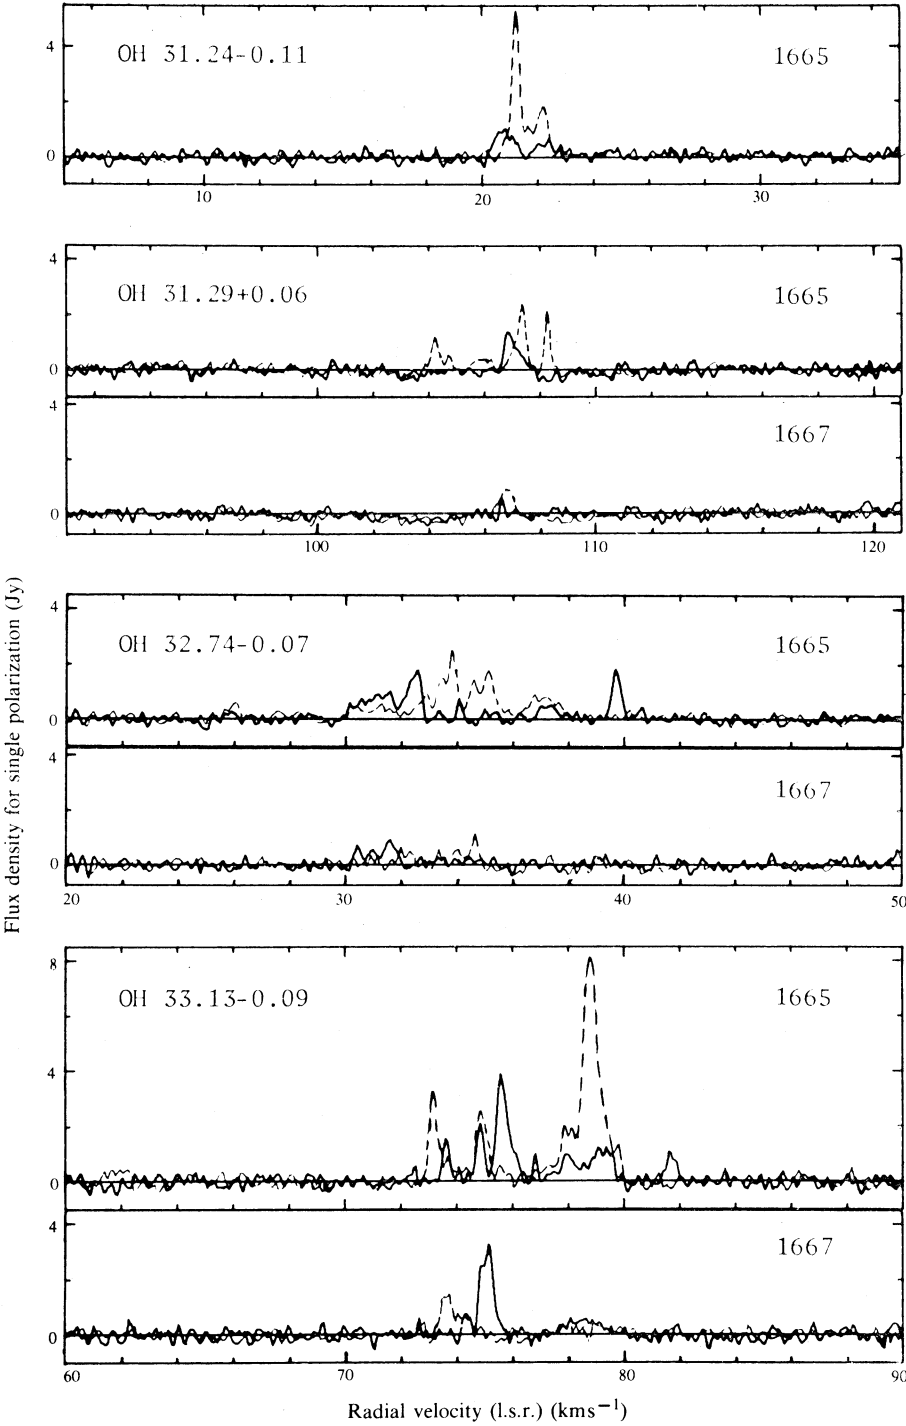 OH 31.24-0.11 1665
4
0
10 20 30
OH 31.29+0.06 1665
4
0
1667
4
0
100 110 120
OH 32.74-0.07 1665
4
0
1667
4
0
20 30 40 50
OH 33.13-0.09 1665
8
4
0
1667
4
0
60 70 80 90
Flux density for single polarization (Jy)
Radial velocity (l.s.r.) (kms⁻¹)